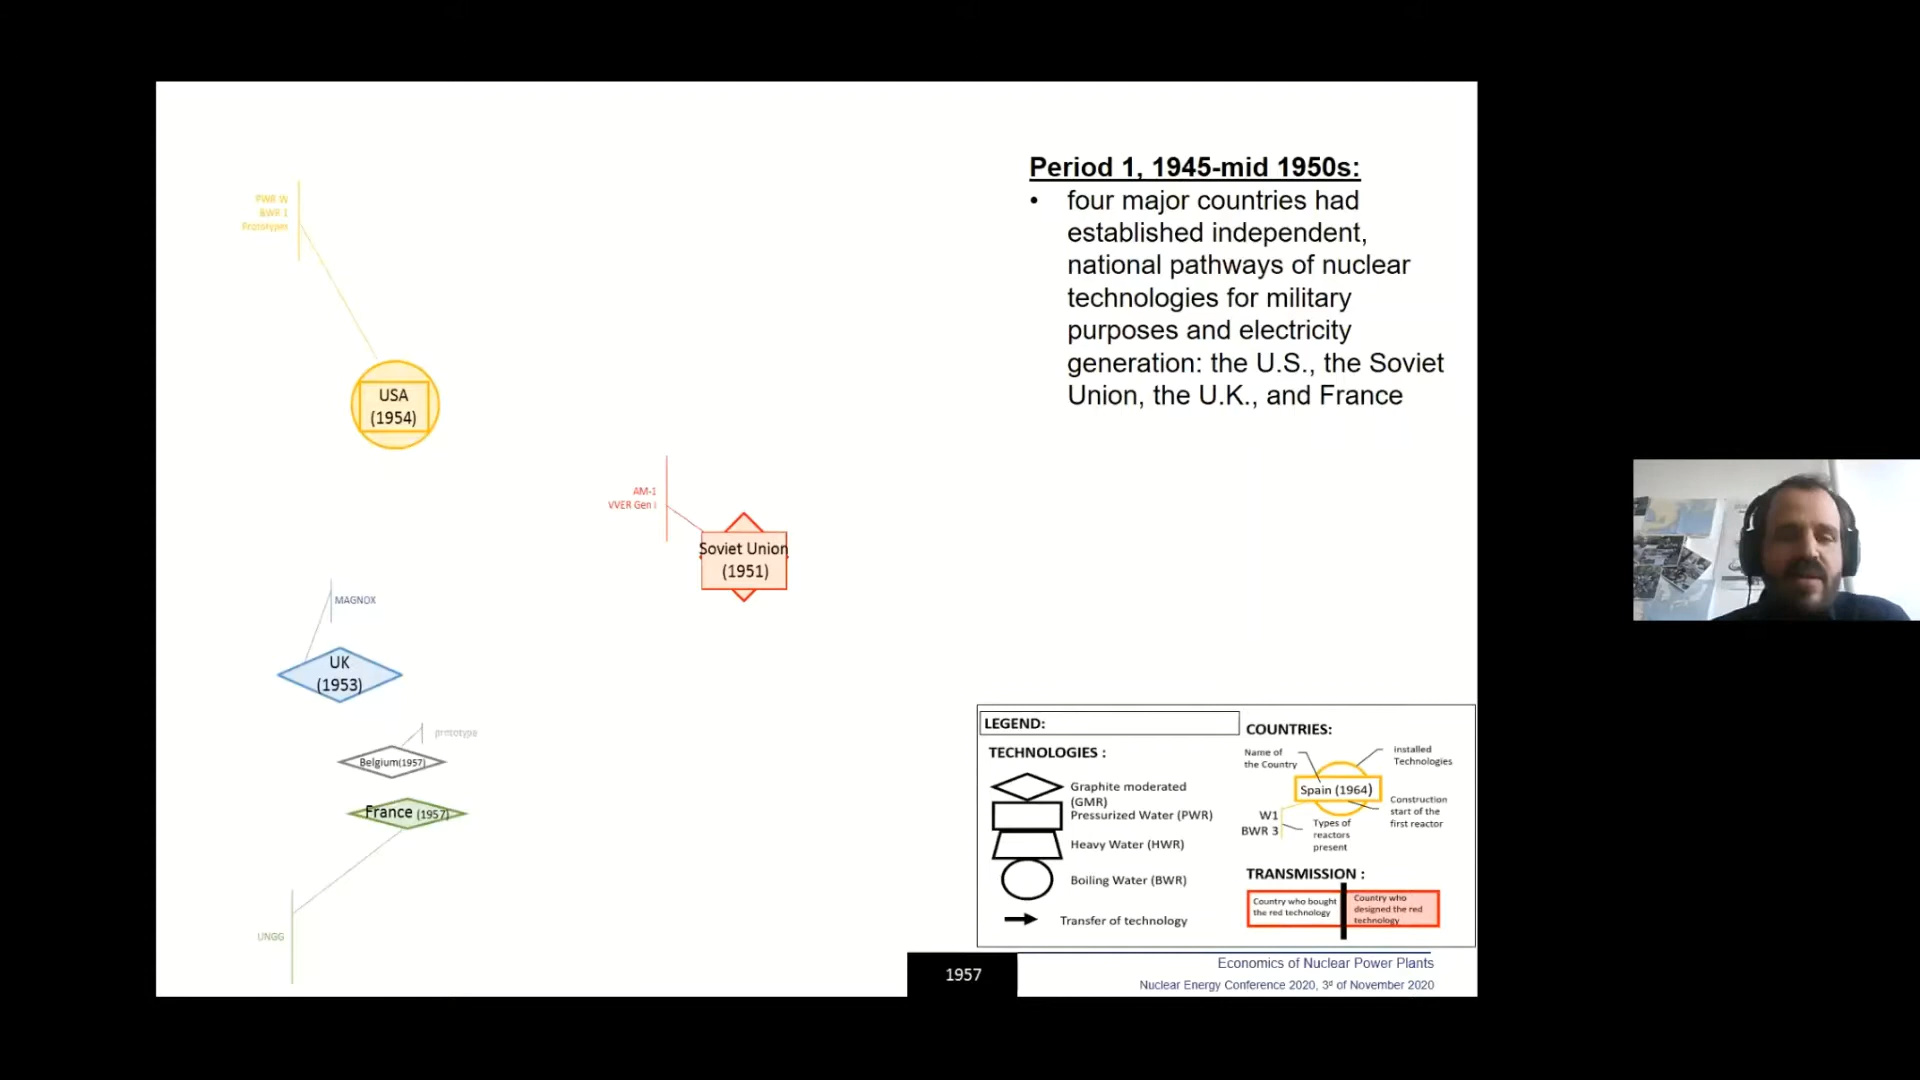 Period 1, 1945-mid 1950s:
• four major countries had
established independent,
national pathways of nuclear
technologies for military
purposes and electricity
generation: the U.S., the Soviet
Union, the U.K., and France
PWR W
BWR 1
Prototypes
USA
(1954)
AM-1
VVER Gen I
Soviet Union
(1951)
MAGNOX
UK
(1953)
prototype
Belgium(1957)
France (1957)
UNGG
LEGEND:
TECHNOLOGIES :
Graphite moderated
(GMR)
Pressurized Water (PWR)
Heavy Water (HWR)
Boiling Water (BWR)
Transfer of technology
COUNTRIES:
Name of
the Country
Installed
Technologies
Spain (1964)
Construction
start of the
first reactor
W1
BWR 3
Types of
reactors
present
TRANSMISSION :
Country who bought
the red technology
Country who
designed the red
technology
1957
Economics of Nuclear Power Plants
Nuclear Energy Conference 2020, 3ᵈ of November 2020